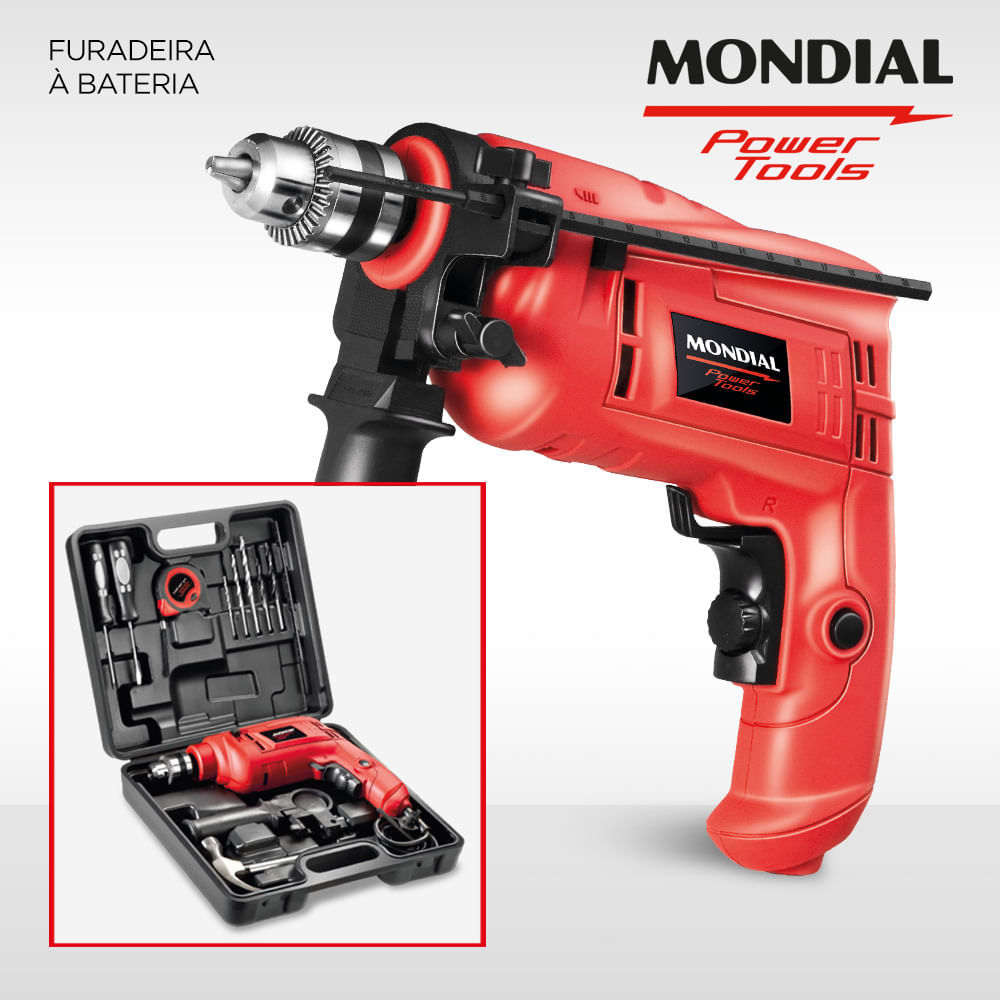 FURADEIRA
À BATERIA
MONDIAL
Power
Tools
MONDIAL
Power
Tools
R